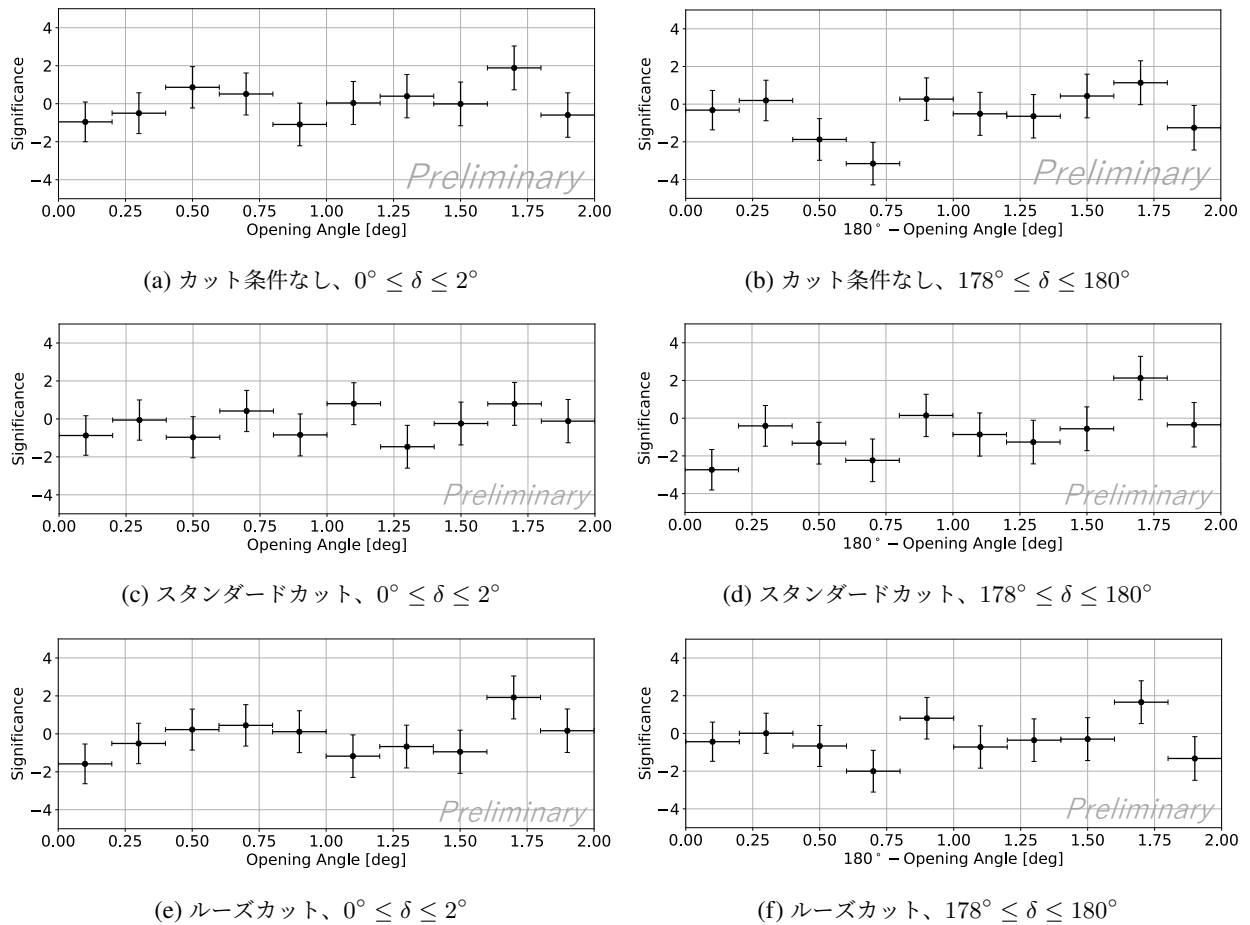 4
2
0
−2
−4
Significance
Preliminary
0.00 0.25 0.50 0.75 1.00 1.25 1.50 1.75 2.00
Opening Angle [deg]
(a) カット条件なし、0° ≤ δ ≤ 2°
4
2
0
−2
−4
Significance
Preliminary
0.00 0.25 0.50 0.75 1.00 1.25 1.50 1.75 2.00
180° − Opening Angle [deg]
(b) カット条件なし、178° ≤ δ ≤ 180°
4
2
0
−2
−4
Significance
Preliminary
0.00 0.25 0.50 0.75 1.00 1.25 1.50 1.75 2.00
Opening Angle [deg]
(c) スタンダードカット、0° ≤ δ ≤ 2°
4
2
0
−2
−4
Significance
Preliminary
0.00 0.25 0.50 0.75 1.00 1.25 1.50 1.75 2.00
180° − Opening Angle [deg]
(d) スタンダードカット、178° ≤ δ ≤ 180°
4
2
0
−2
−4
Significance
Preliminary
0.00 0.25 0.50 0.75 1.00 1.25 1.50 1.75 2.00
Opening Angle [deg]
(e) ルーズカット、0° ≤ δ ≤ 2°
4
2
0
−2
−4
Significance
Preliminary
0.00 0.25 0.50 0.75 1.00 1.25 1.50 1.75 2.00
180° − Opening Angle [deg]
(f) ルーズカット、178° ≤ δ ≤ 180°